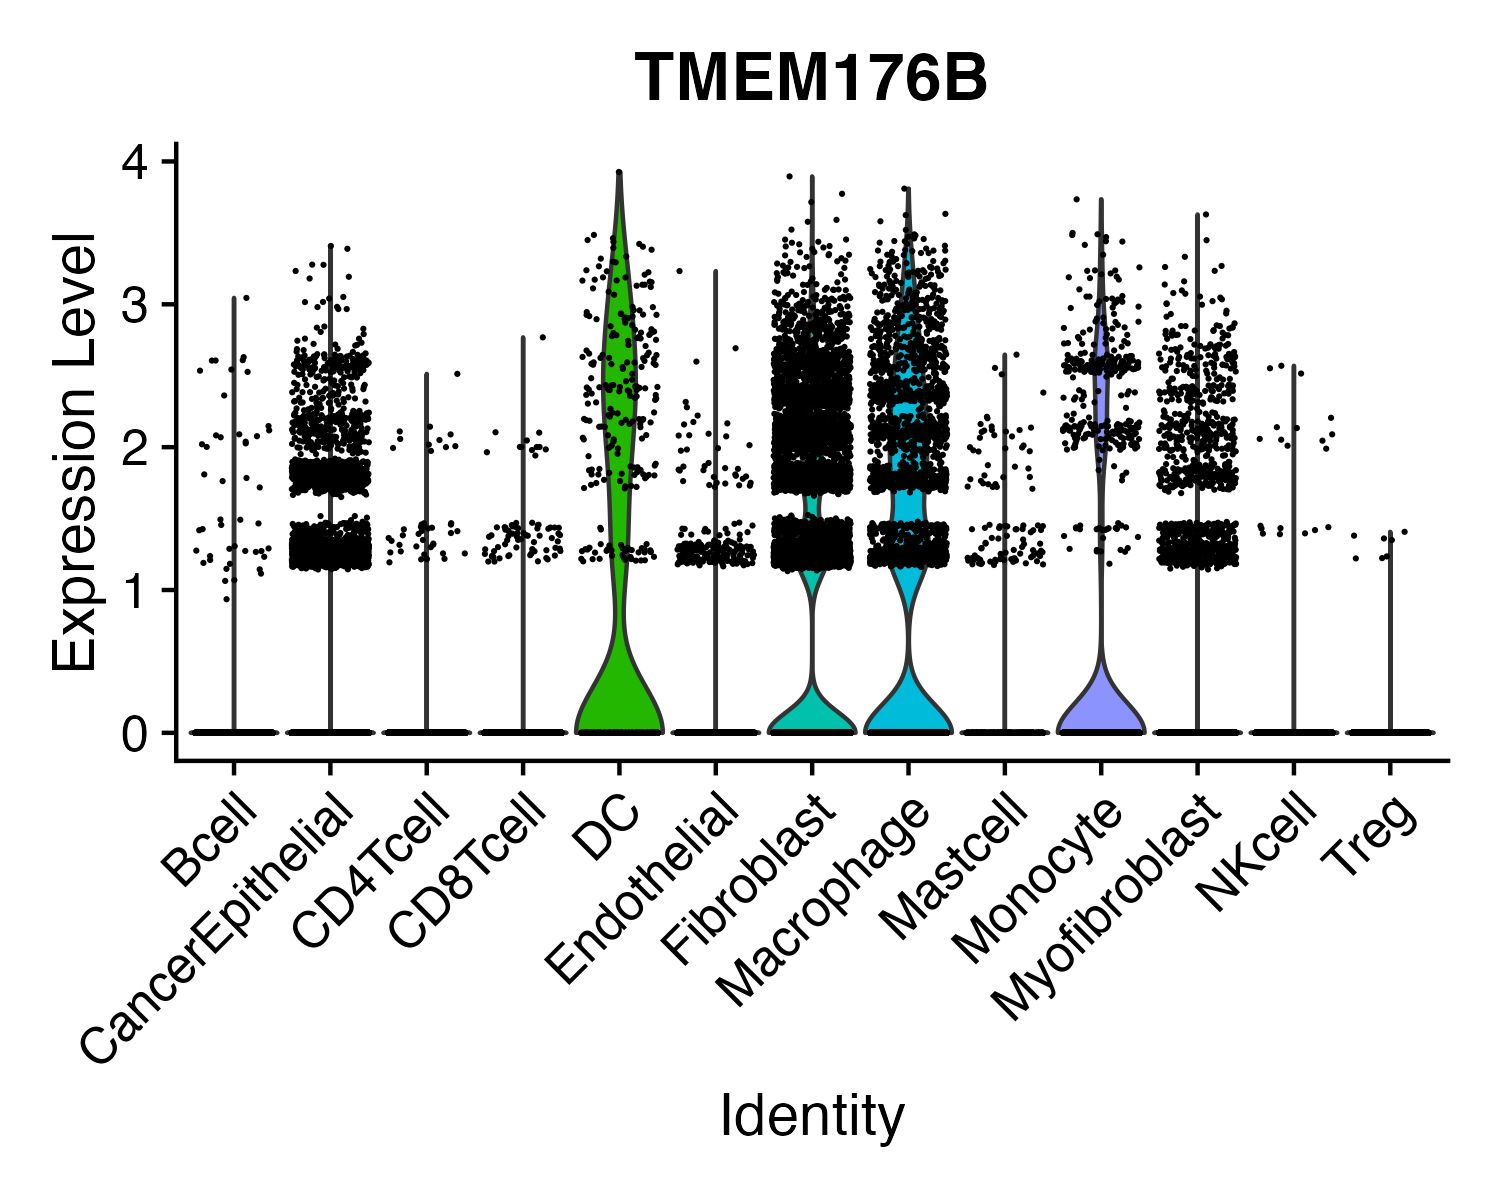 TMEM176B
Expression Level
4
3
2
1
0
Bcell
CancerEpithelial
CD4Tcell
CD8Tcell
DC
Endothelial
Fibroblast
Macrophage
Mastcell
Monocyte
Myofibroblast
NKcell
Treg
Identity